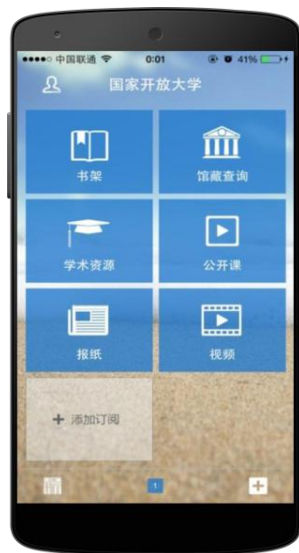 中国联通 0:01 41%
国家开放大学
书架 馆藏查询
学术资源 公开课
报纸 视频
+ 添加订阅
1